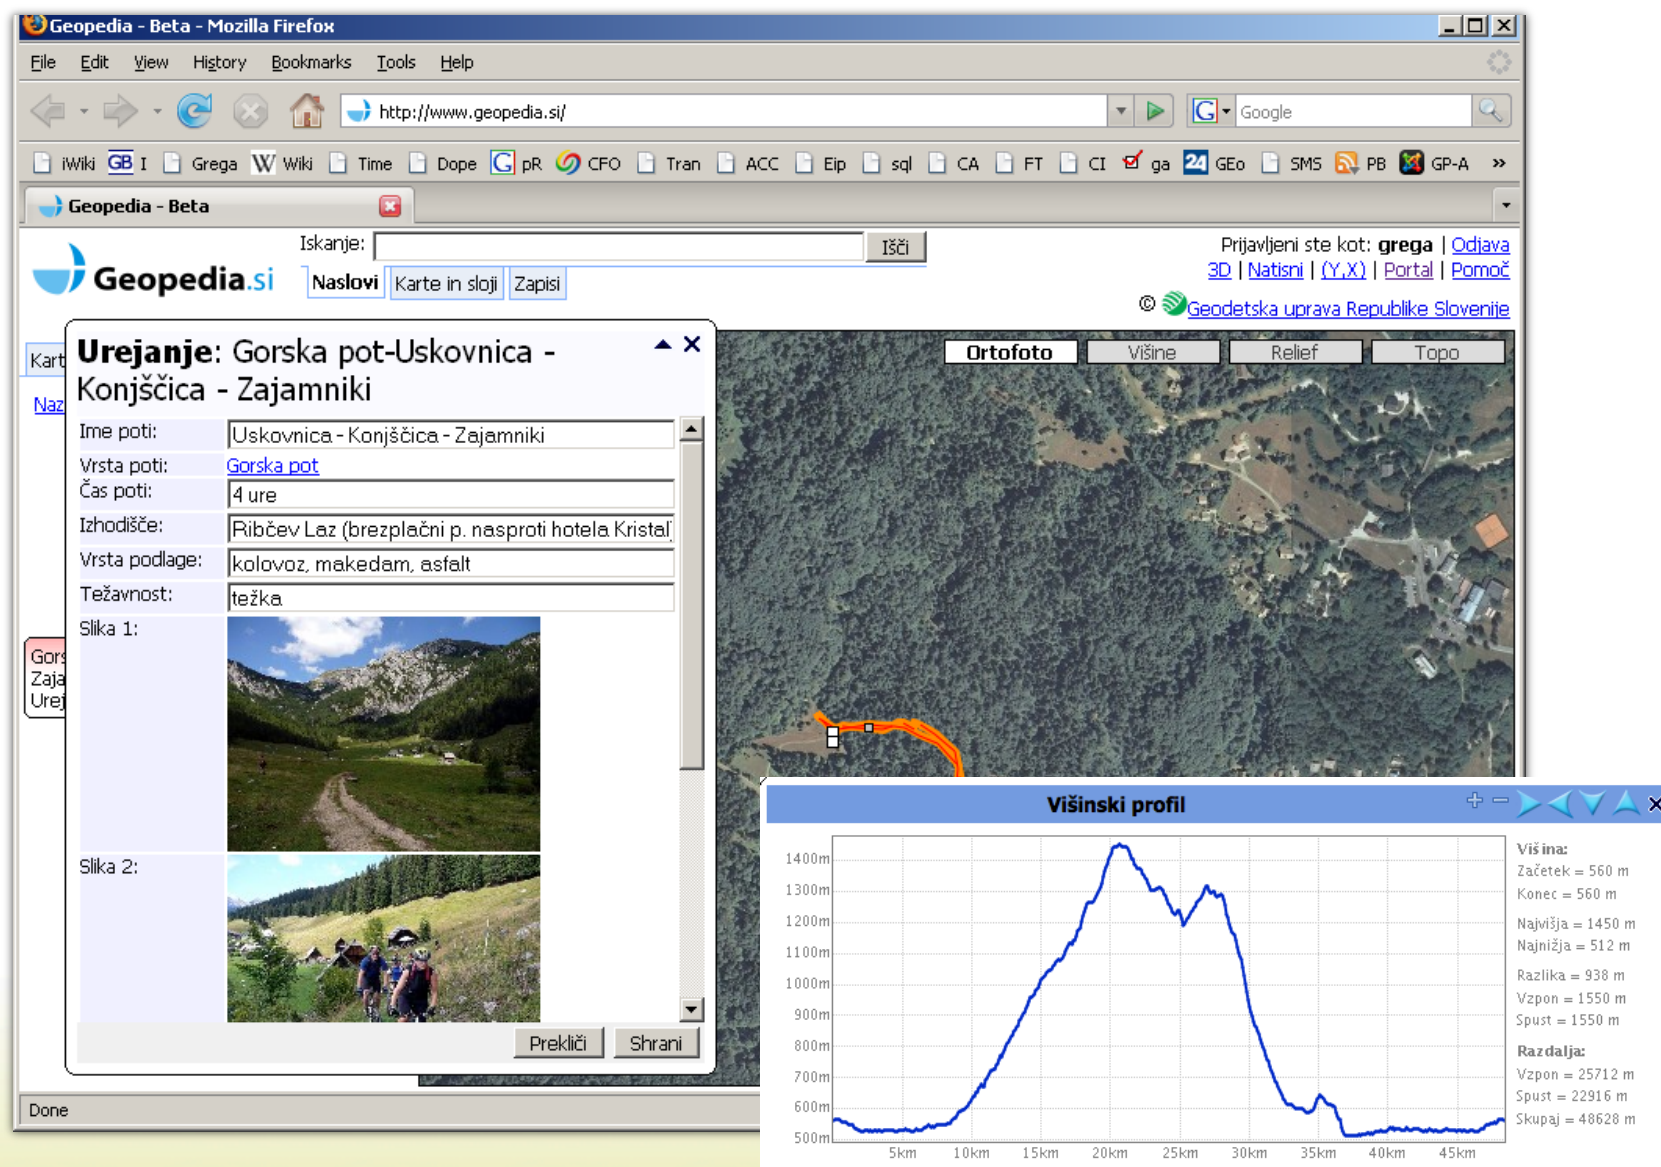 Geopedia - Beta - Mozilla Firefox
File Edit View History Bookmarks Tools Help
http://www.geopedia.si/
Google
iWiki GB I Grega W Wiki Time Dope G pR CFO Tran ACC Eip sql CA FT CI ga 24 GEo SMS PB GP-A »
Geopedia - Beta
Iskanje: Išči
Prijavljeni ste kot: grega | Odjava
Geopedia.si
Naslovi Karte in sloji Zapisi
3D | Natisni | (Y,X) | Portal | Pomoč
© Geodetska uprava Republike Slovenije
Kart
Naz
Urejanje: Gorska pot-Uskovnica -
Konjščica - Zajamniki
Ortofoto Višine Relief Topo
Ime poti: Uskovnica - Konjščica - Zajamniki
Vrsta poti: Gorska pot
Čas poti: 4 ure
Izhodišče: Ribčev Laz (brezplačni p. nasproti hotela Kristal)
Vrsta podlage: kolovoz, makedam, asfalt
Težavnost: težka
Slika 1:
Gors
Zaja
Urej
Slika 2:
Prekliči Shrani
Done
Višinski profil
1400m
1300m
1200m
1100m
1000m
900m
800m
700m
600m
500m
5km 10km 15km 20km 25km 30km 35km 40km 45km
Višina:
Začetek = 560 m
Konec = 560 m
Najvišja = 1450 m
Najnižja = 512 m
Razlika = 938 m
Vzpon = 1550 m
Spust = 1550 m
Razdalja:
Vzpon = 25712 m
Spust = 22916 m
Skupaj = 48628 m